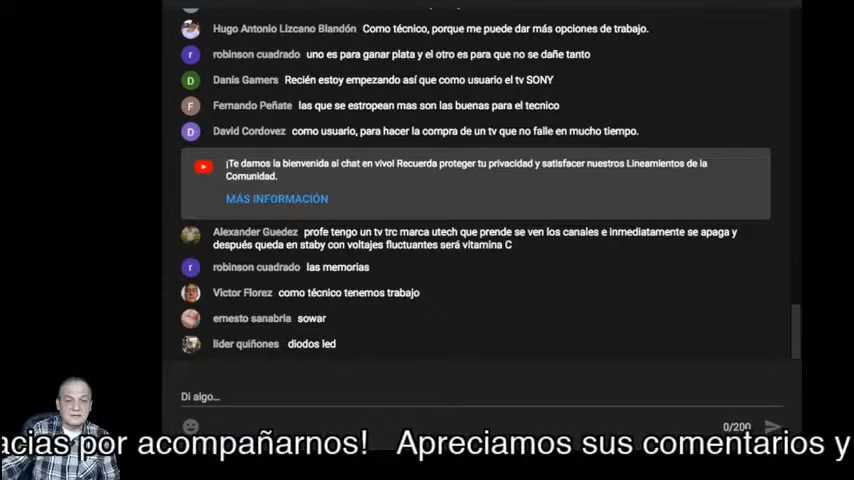 Hugo Antonio Lizcano Blandón Como técnico, porque me puede dar más opciones de trabajo.
r robinson cuadrado uno es para ganar plata y el otro es para que no se dañe tanto
D Danis Gamers Recién estoy empezando así que como usuario el tv SONY
F Fernando Peñate las que se estropean mas son las buenas para el tecnico
D David Cordovez como usuario, para hacer la compra de un tv que no falle en mucho tiempo.
¡Te damos la bienvenida al chat en vivo! Recuerda proteger tu privacidad y satisfacer nuestros Lineamientos de la
Comunidad.
MÁS INFORMACIÓN
Alexander Guedez profe tengo un tv trc marca utech que prende se ven los canales e inmediatamente se apaga y
después queda en staby con voltajes fluctuantes será vitamina C
r robinson cuadrado las memorias
Victor Florez como técnico tenemos trabajo
ernesto sanabria sowar
lider quiñones diodos led
Di algo...
0/200
acias por acompañarnos! Apreciamos sus comentarios y